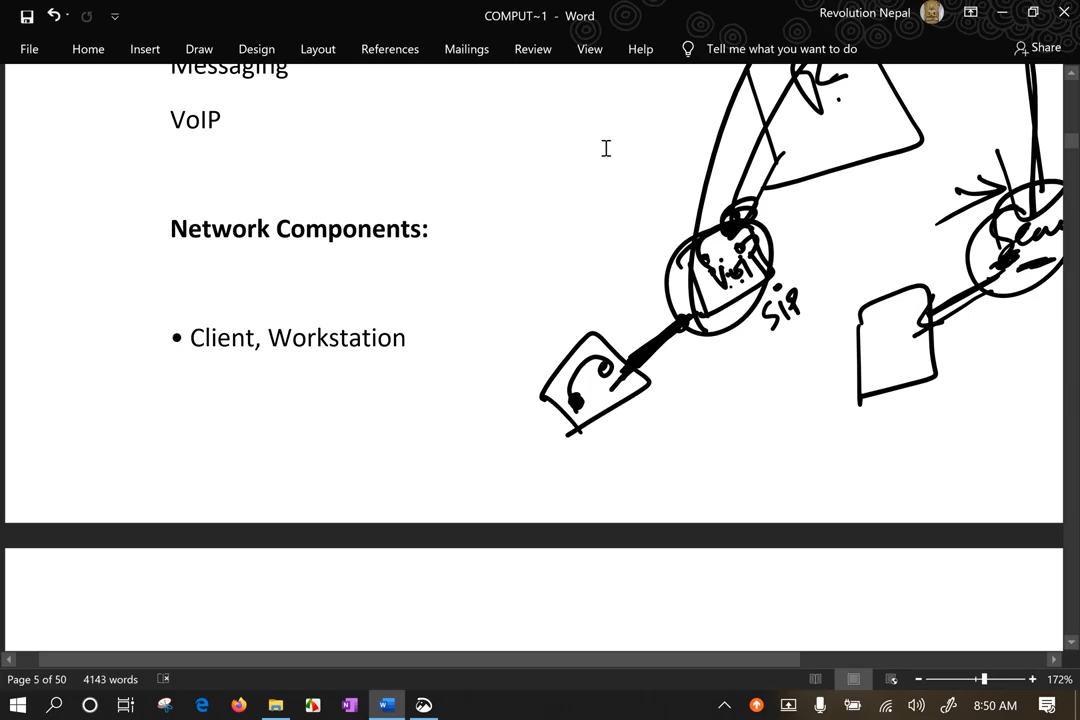 COMPUT~1 - Word
Revolution Nepal
File Home Insert Draw Design Layout References Mailings Review View Help Tell me what you want to do Share
Messaging
VoIP
Network Components:
SIP
• Client, Workstation
Page 5 of 50 4143 words 172%
8:50 AM